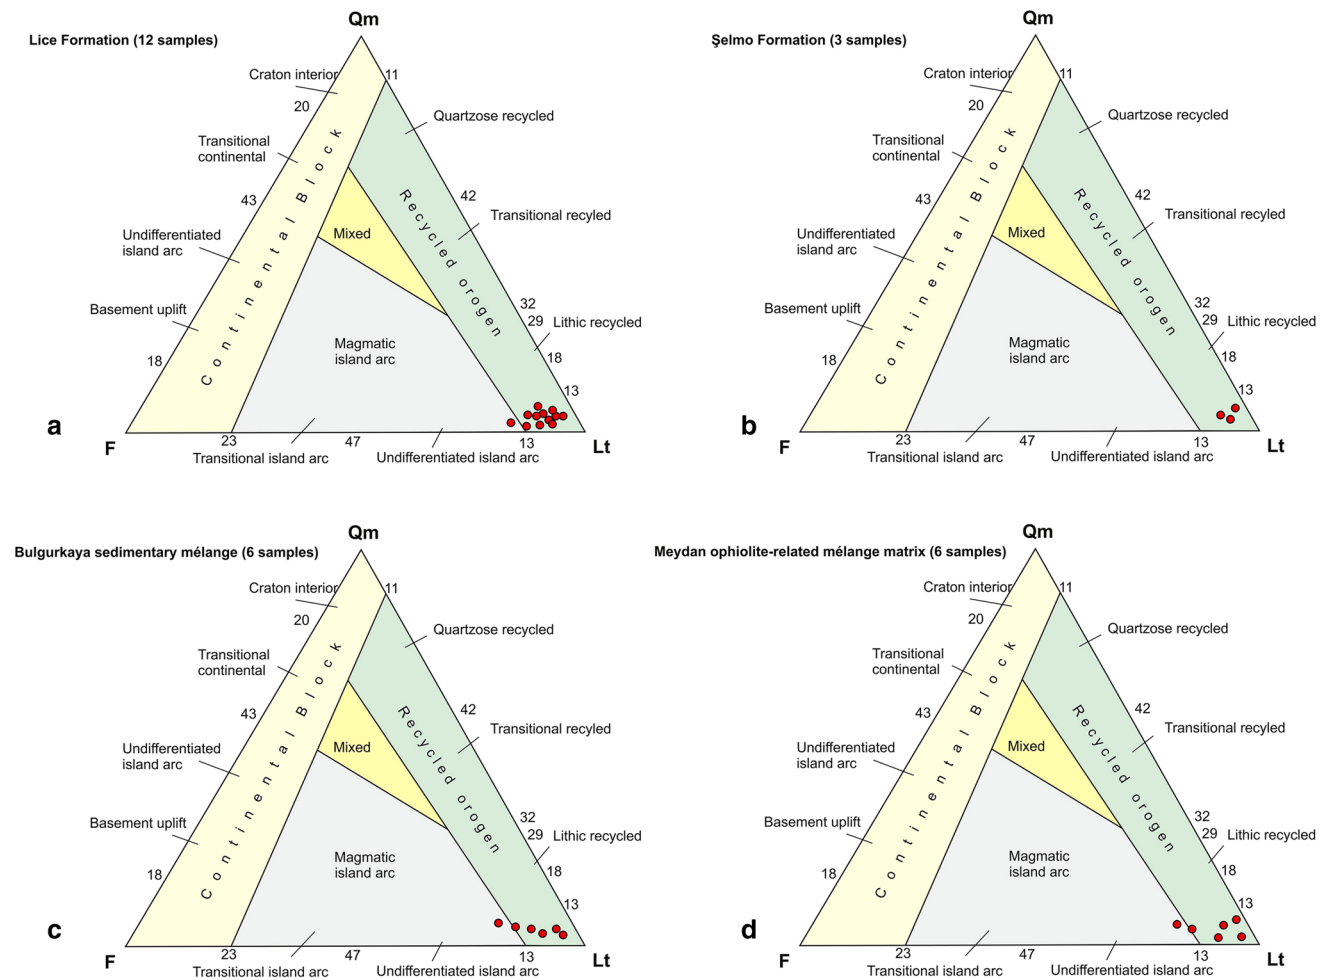 Qm
Lice Formation (12 samples)
Craton interior
11
20
Quartzose recycled
Transitional
continental
43
42
Transitional recyled
Undifferentiated
island arc
Continental Block
Recycled orogen
Mixed
Basement uplift
32
29
Lithic recycled
18
Magmatic
island arc
18
13
a
F
23
Transitional island arc
47
Undifferentiated island arc
13
Lt
Qm
Şelmo Formation (3 samples)
Craton interior
11
20
Quartzose recycled
Transitional
continental
43
42
Transitional recyled
Undifferentiated
island arc
Continental Block
Recycled orogen
Mixed
Basement uplift
32
29
Lithic recycled
18
Magmatic
island arc
18
13
b
F
23
Transitional island arc
47
Undifferentiated island arc
13
Lt
Qm
Bulgurkaya sedimentary mélange (6 samples)
Craton interior
11
20
Quartzose recycled
Transitional
continental
43
42
Transitional recyled
Undifferentiated
island arc
Continental Block
Recycled orogen
Mixed
Basement uplift
32
29
Lithic recycled
18
Magmatic
island arc
18
13
c
F
23
Transitional island arc
47
Undifferentiated island arc
13
Lt
Qm
Meydan ophiolite-related mélange matrix (6 samples)
Craton interior
11
20
Quartzose recycled
Transitional
continental
43
42
Transitional recyled
Undifferentiated
island arc
Continental Block
Recycled orogen
Mixed
Basement uplift
32
29
Lithic recycled
18
Magmatic
island arc
18
13
d
F
23
Transitional island arc
47
Undifferentiated island arc
13
Lt